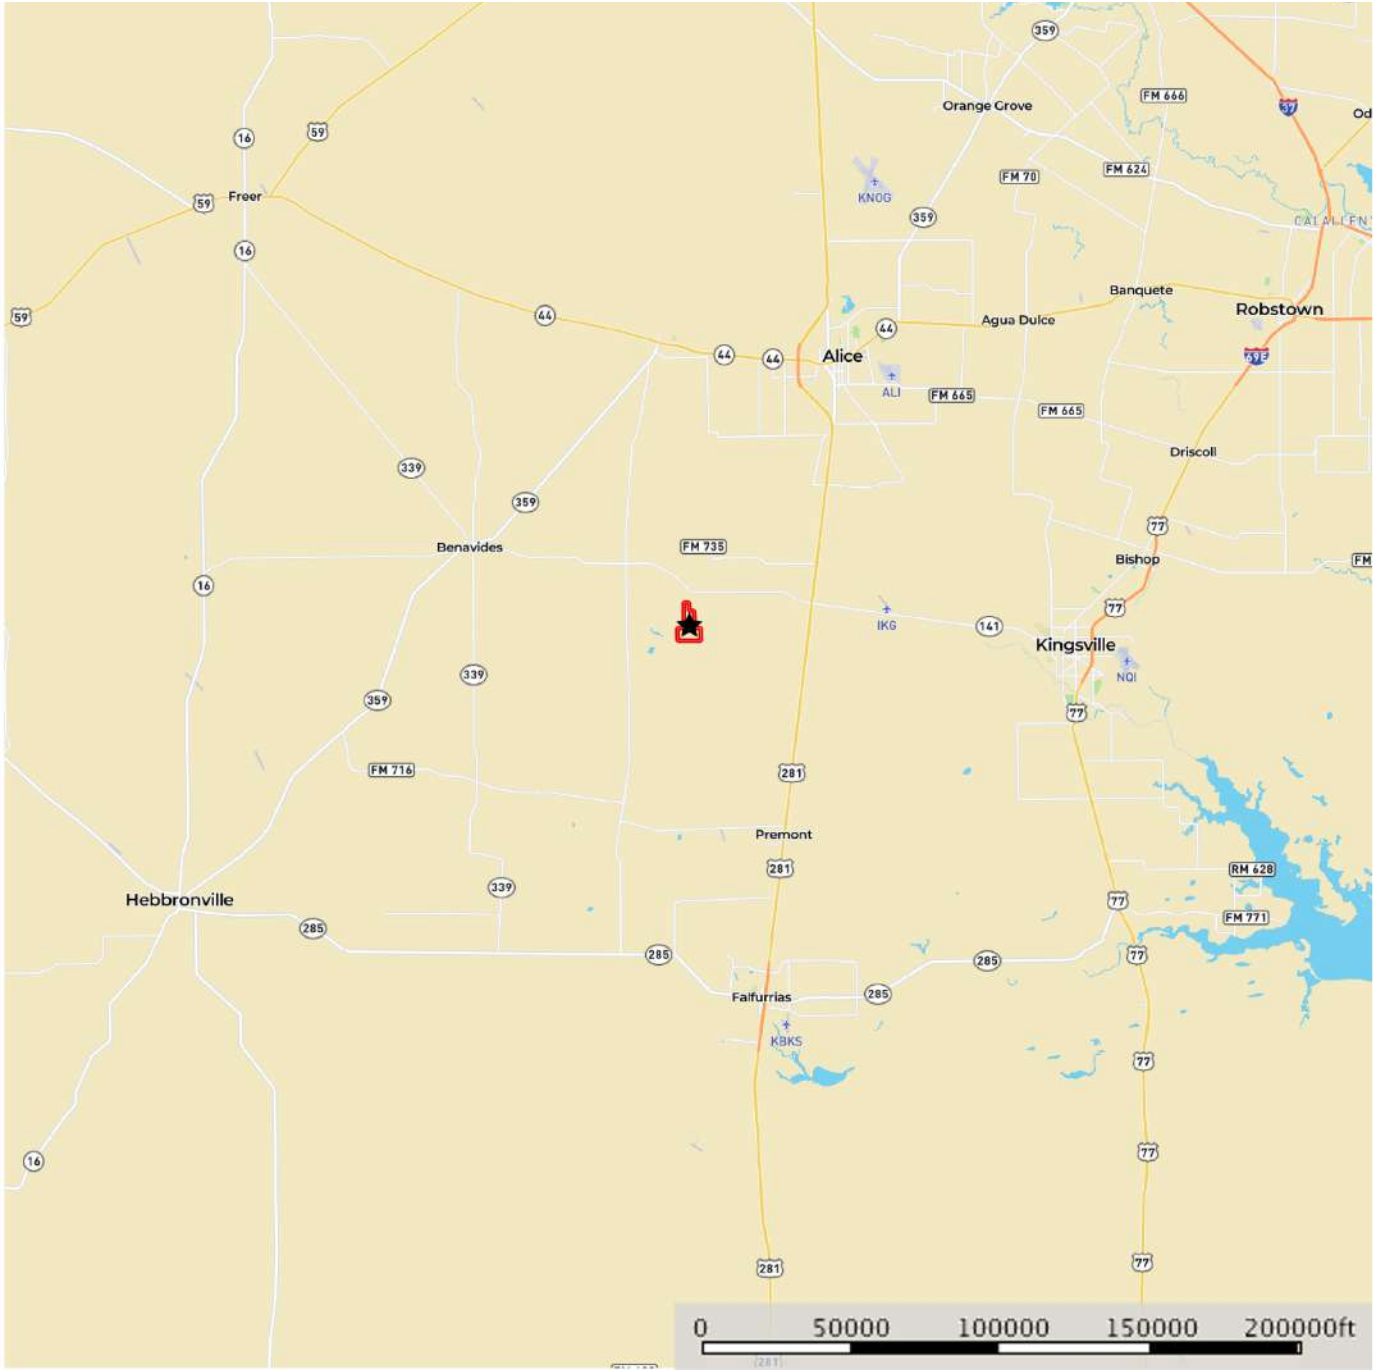 359
FM 666
37
Orange Grove
Od
16
59
FM 624
FM 70
KNOG
59
Freer
359
CALALLEN
16
Banquete
59
44
Agua Dulce
Robstown
44
44
44
Alice
69E
ALI
FM 665
FM 665
Driscoll
339
359
77
Benavides
FM 735
Bishop
FM
16
77
IKG
141
Kingsville
339
NQI
359
77
FM 716
281
Premont
281
RM 628
339
Hebbronville
77
FM 771
285
285
285
77
Falfurrias
285
KBKS
77
77
16
77
281
0 50000 100000 150000 200000ft
281